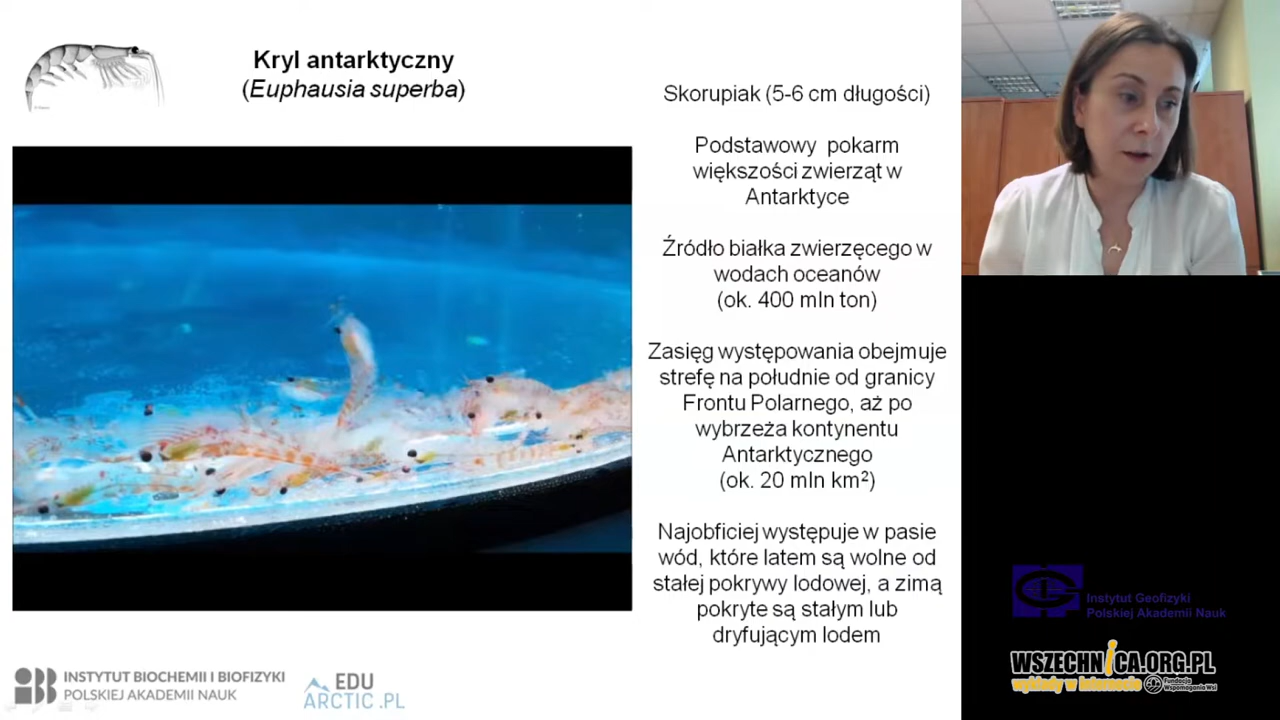 Kryl antarktyczny
(Euphausia superba)
Skorupiak (5-6 cm długości)
Podstawowy pokarm
większości zwierząt w
Antarktyce
Źródło białka zwierzęcego w
wodach oceanów
(ok. 400 mln ton)
Zasięg występowania obejmuje
strefę na południe od granicy
Frontu Polarnego, aż po
wybrzeża kontynentu
Antarktycznego
(ok. 20 mln km²)
Najobficiej występuje w pasie
wód, które latem są wolne od
stałej pokrywy lodowej, a zimą
pokryte są stałym lub
dryfującym lodem
INSTYTUT BIOCHEMII I BIOFIZYKI
POLSKIEJ AKADEMII NAUK
EDU
ARCTIC.PL
Instytut Geofizyki
Polskiej Akademii Nauk
WSZECHNICA.ORG.PL
wykłady w internecie
Fundacja
Wspomagania Wsi